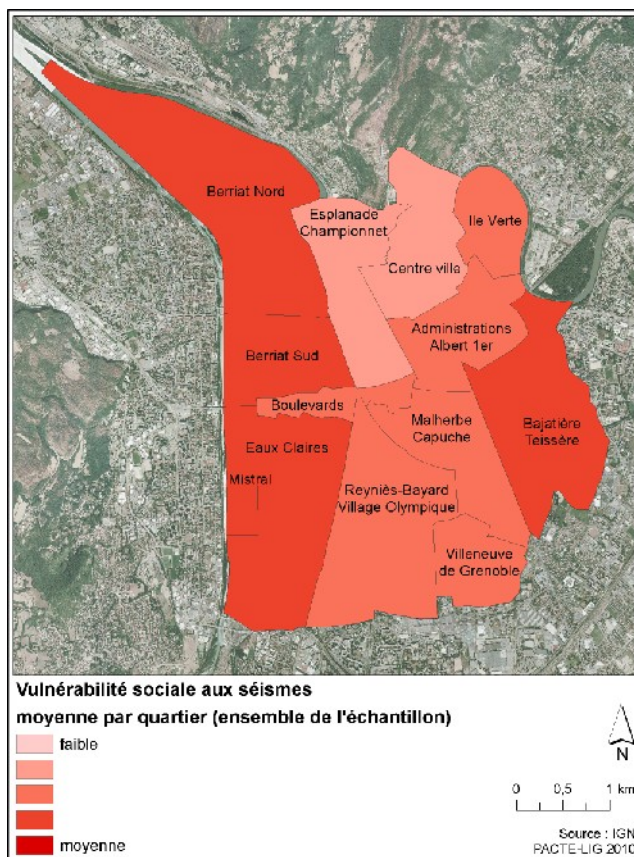 Berriat Nord
Esplanade
Championnet
Ile Verte
Centre ville
Administrations
Albert 1er
Berriat Sud
Boulevards
Malherbe
Capuche
Bajatière
Teissère
Eaux Claires
Mistral
Reyniès-Bayard
Village Olympique
Villeneuve
de Grenoble
Vulnérabilité sociale aux séismes
moyenne par quartier (ensemble de l'échantillon)
faible
moyenne
N
0 0,5 1 km
Source : IGN
PACTE-LIG 2010